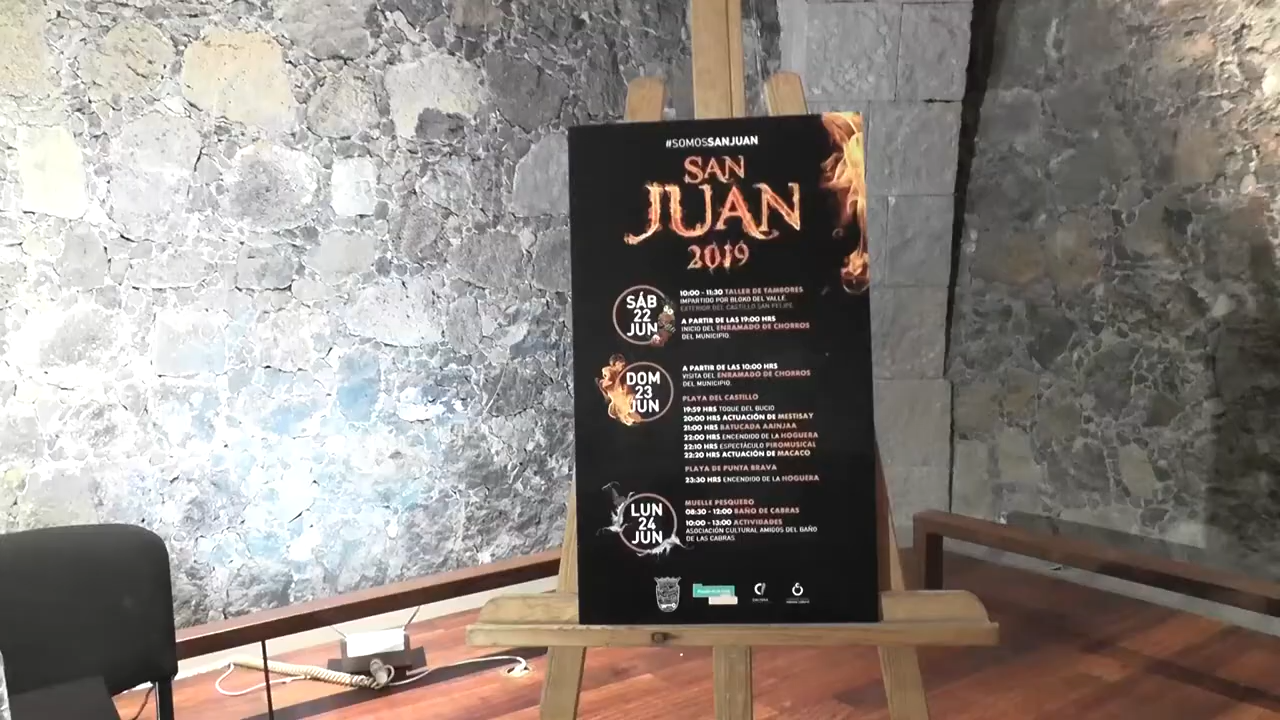 #SOMOSSANJUAN
SAN
JUAN
2019
SÁB
22
JUN
10:00 - 11:30 TALLER DE TAMBORES
IMPARTIDO POR BLOKO DEL VALLE.
EXTERIOR DEL CASTILLO SAN FELIPE.
A PARTIR DE LAS 19:00 HRS
INICIO DEL ENRAMADO DE CHORROS
DEL MUNICIPIO.
DOM
23
JUN
A PARTIR DE LAS 10:00 HRS
VISITA DEL ENRAMADO DE CHORROS
DEL MUNICIPIO.
PLAYA DEL CASTILLO
19:59 HRS TOQUE DEL BUCIO
20:00 HRS ACTUACIÓN DE MESTISAY
21:00 HRS BATUCADA AAINJAA
22:00 HRS ENCENDIDO DE LA HOGUERA
22:10 HRS ESPECTÁCULO PIROMUSICAL
22:20 HRS ACTUACIÓN DE MACACO
PLAYA DE PUNTA BRAVA
23:30 HRS ENCENDIDO DE LA HOGUERA
LUN
24
JUN
MUELLE PESQUERO
08:30 - 12:00 BAÑO DE CABRAS
10:00 - 13:00 ACTIVIDADES
ASOCIACIÓN CULTURAL AMIGOS DEL BAÑO
DE LAS CABRAS